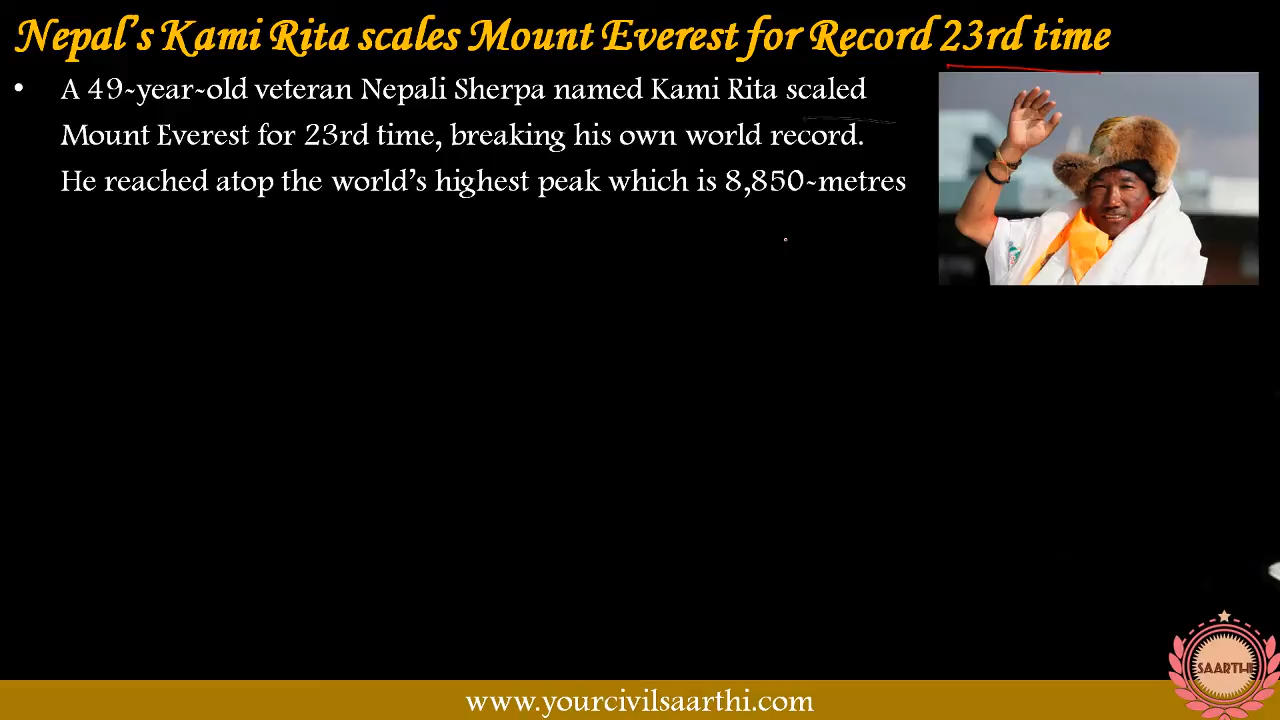 Nepal's Kami Rita scales Mount Everest for Record 23rd time
• A 49-year-old veteran Nepali Sherpa named Kami Rita scaled
Mount Everest for 23rd time, breaking his own world record.
He reached atop the world's highest peak which is 8,850-metres
SAARTHI
www.yourcivilsaarthi.com